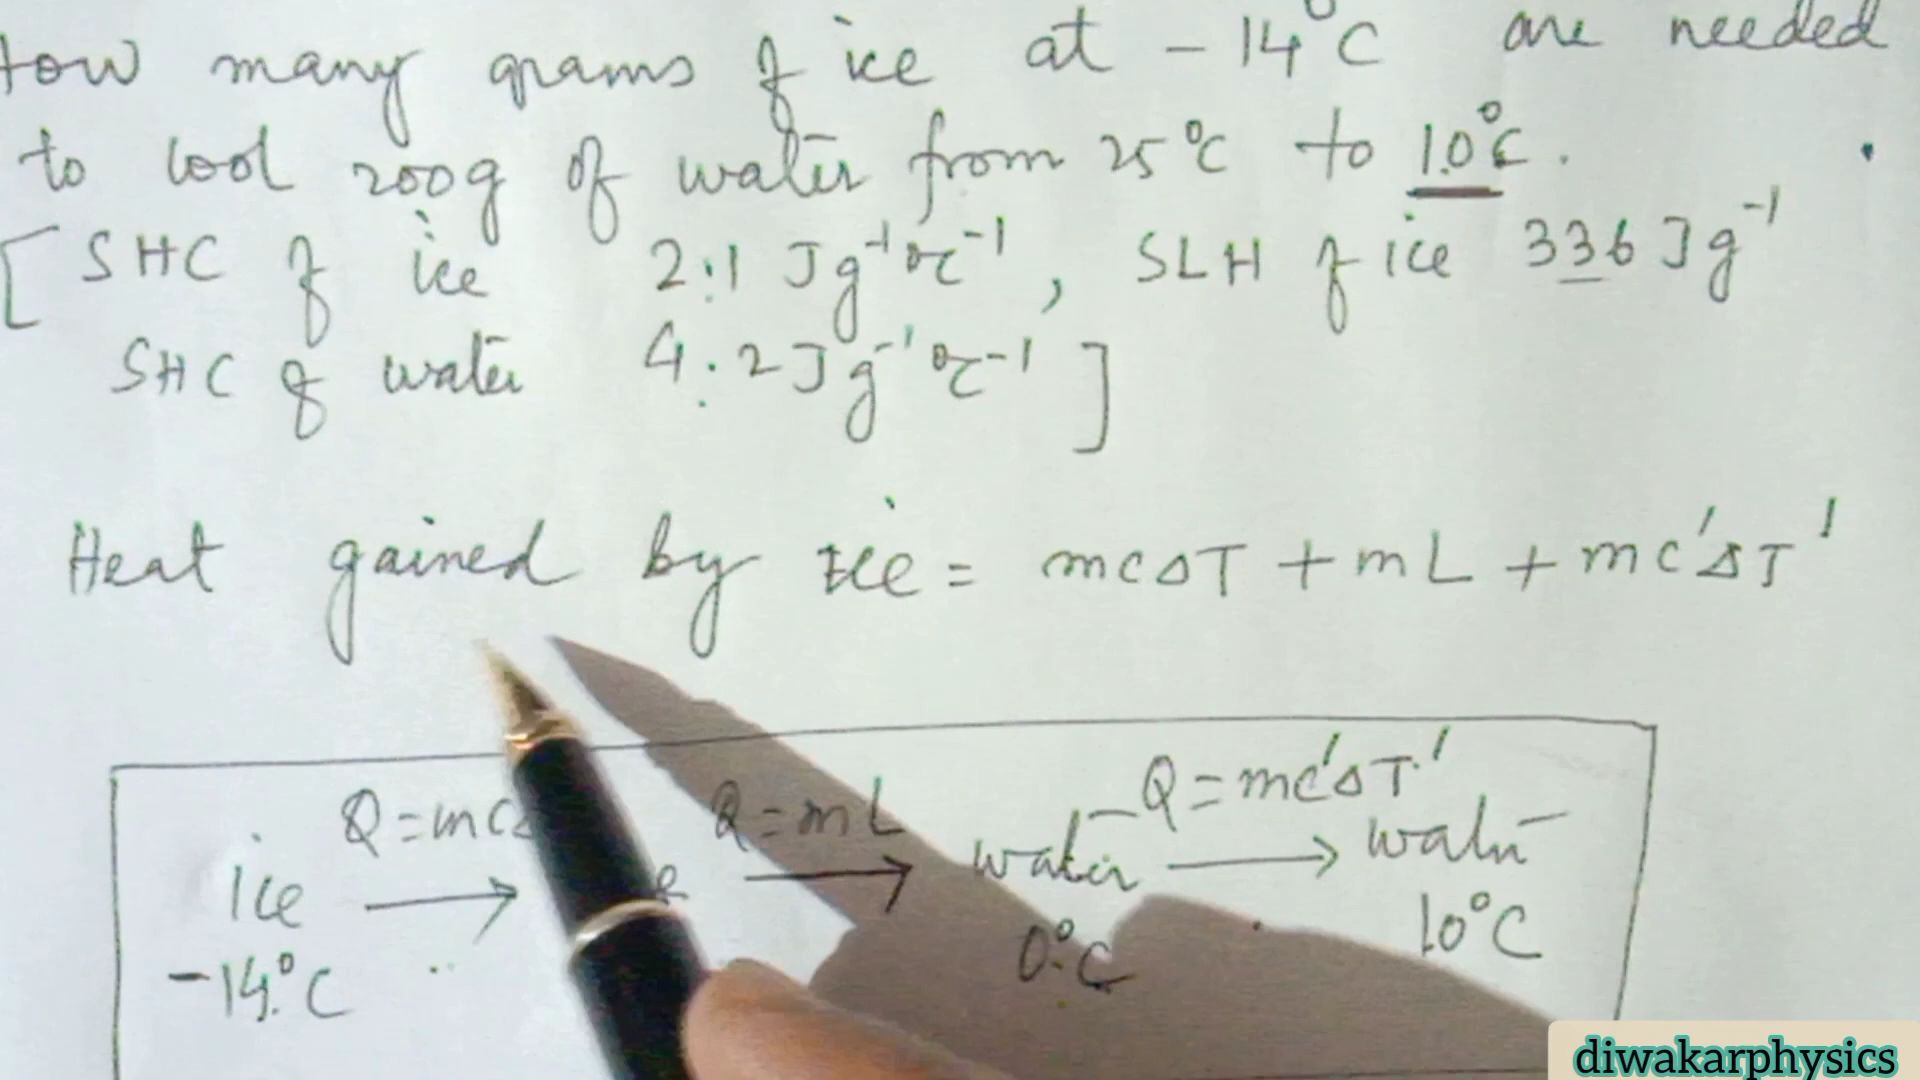 How many grams of ice at -14°C are needed
to cool 200g of water from 25°C to 10°C.
[SHC of ice 2.1 Jg⁻¹°C⁻¹, SLH of ice 336 Jg⁻¹
SHC of water 4.2 Jg⁻¹°C⁻¹]
Heat gained by ice = mcΔT + mL + mc'ΔT'
Q=mc Q=mL Q=mc'ΔT'
ice → → water → water
-14°C 0°C 10°C
diwakarphysics